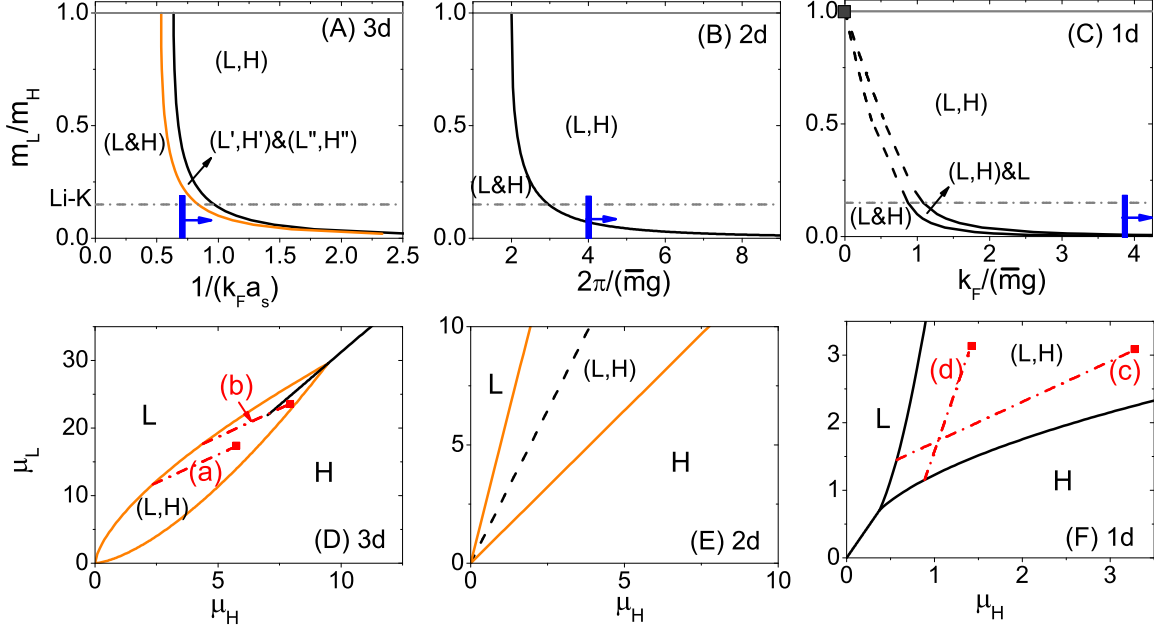 (A) 3d
(L,H)
(L&H)
(L',H')&(L",H")
Li-K
1.0
0.5
0.0
m_L/m_H
0.0 0.5 1.0 1.5 2.0 2.5
1/(k_F a_s)
(B) 2d
(L,H)
(L&H)
1.0
0.5
0.0
2 4 6 8
2π/(m̅g)
(C) 1d
(L,H)
(L,H)&L
(L&H)
1.0
0.5
0.0
0 1 2 3 4
k_F/(m̅g)
30
20
10
0
μ_L
(b)
L
(a)
(L,H)
H
(D) 3d
0 5 10
μ_H
10
5
0
L
(L,H)
H
(E) 2d
0 5 10
μ_H
3
2
1
0
(L,H)
(d)
(c)
L
H
(F) 1d
0 1 2 3
μ_H